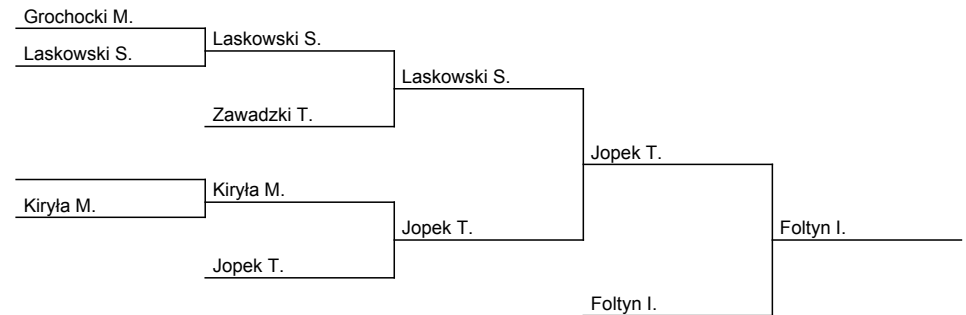 Grochocki M.
Laskowski S.
Laskowski S.
Laskowski S.
Zawadzki T.
Jopek T.
Kiryła M.
Kiryła M.
Jopek T.
Foltyn I.
Jopek T.
Foltyn I.